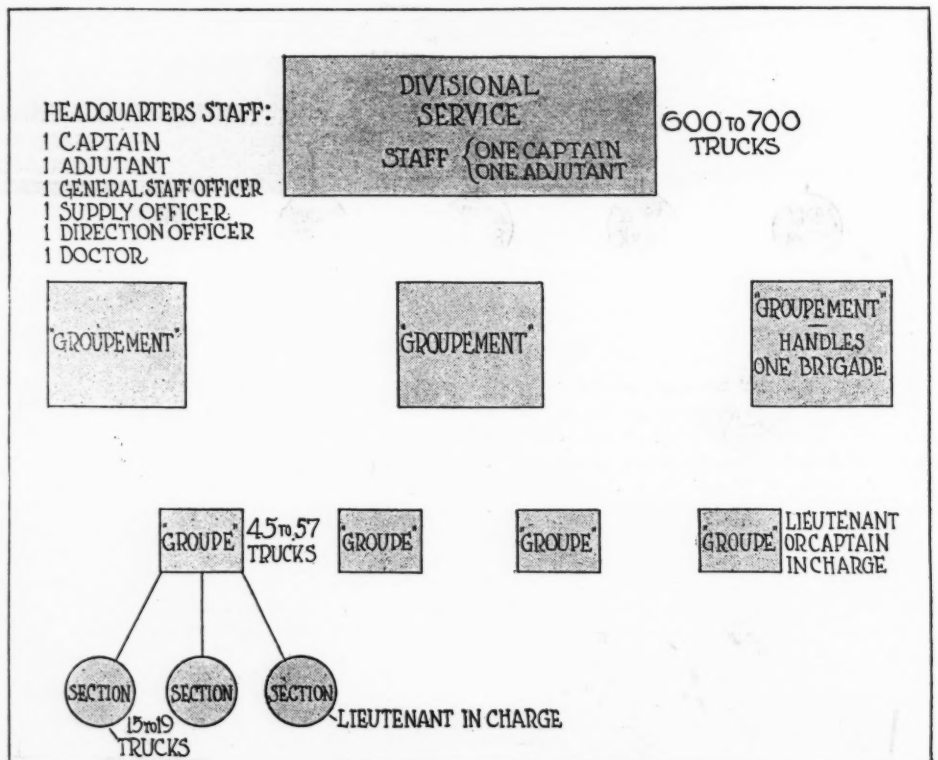 HEADQUARTERS STAFF:
1 CAPTAIN
1 ADJUTANT
1 GENERAL STAFF OFFICER
1 SUPPLY OFFICER
1 DIRECTION OFFICER
1 DOCTOR
DIVISIONAL
SERVICE
STAFF { ONE CAPTAIN
ONE ADJUTANT
600 TO 700
TRUCKS
"GROUPEMENT"
"GROUPEMENT"
"GROUPEMENT"
HANDLES
ONE BRIGADE
"GROUPE"
45 TO 57
TRUCKS
"GROUPE"
"GROUPE"
"GROUPE"
LIEUTENANT
OR CAPTAIN
IN CHARGE
SECTION
SECTION
SECTION
15 TO 19
TRUCKS
LIEUTENANT IN CHARGE